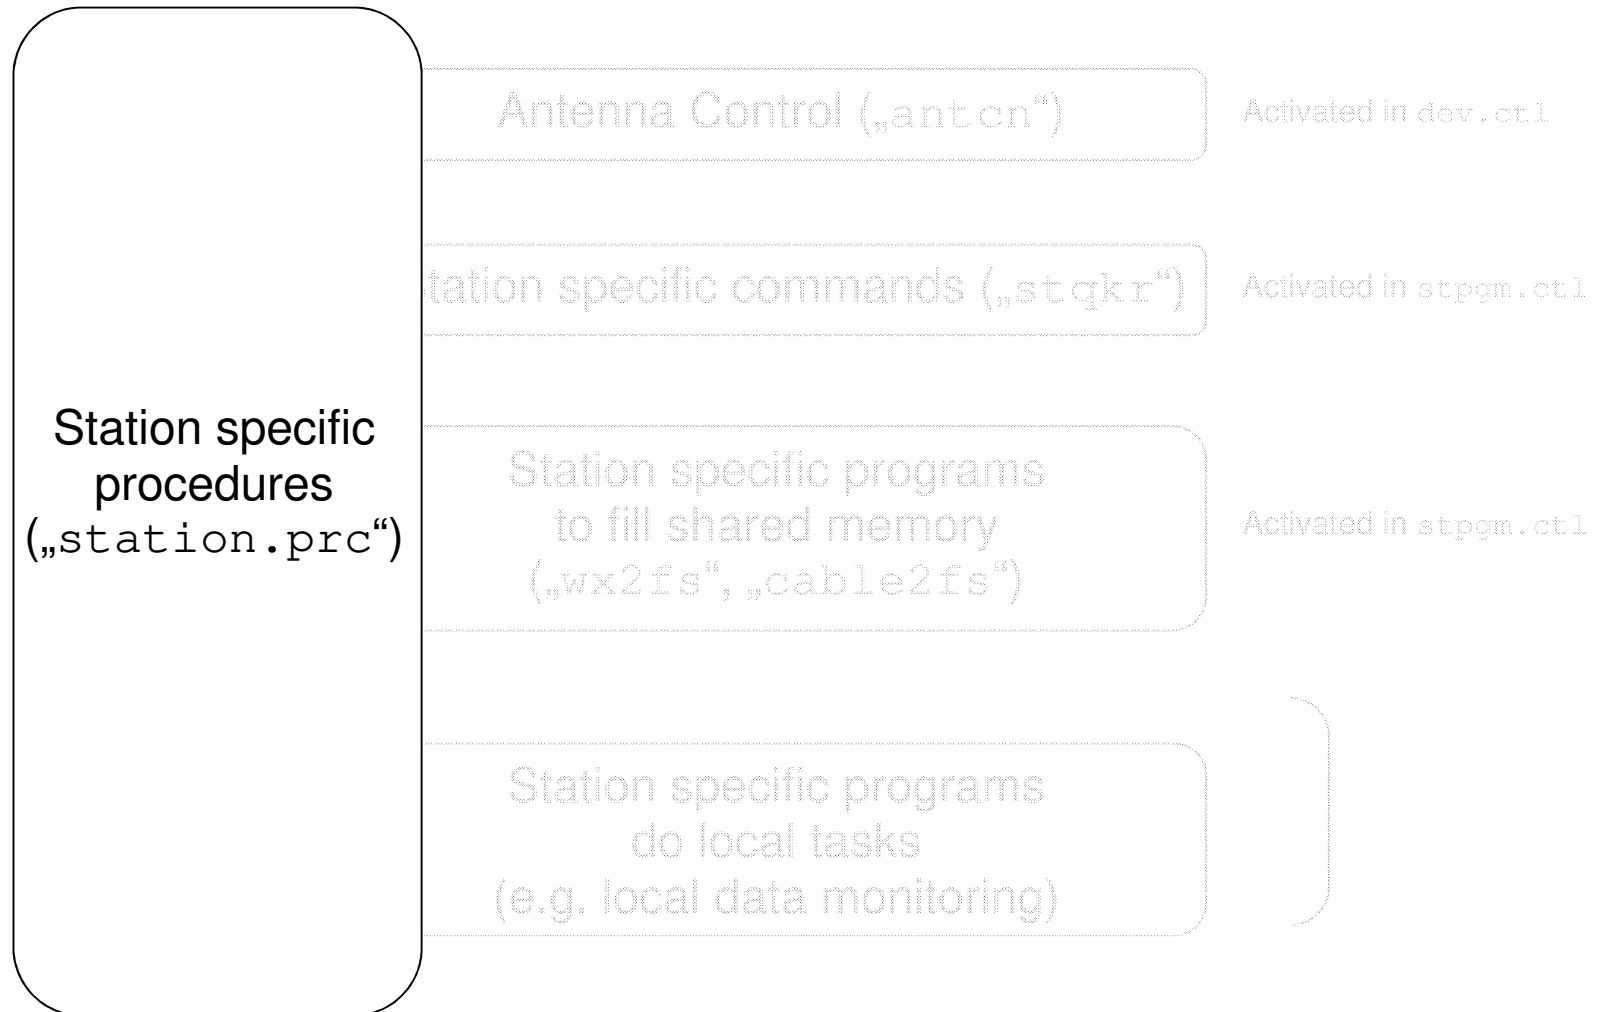 Antenna Control („antcn“)
Activated in dev.ctl
tation specific commands („stqkr“)
Activated in stpgm.ctl
Station specific
procedures
(„station.prc“)
Station specific programs
to fill shared memory
(„wx2fs“, „cable2fs“)
Activated in stpgm.ctl
Station specific programs
do local tasks
(e.g. local data monitoring)